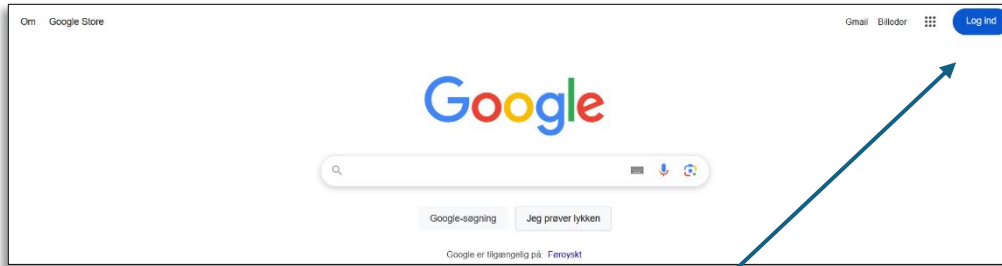 Om Google Store Gmail Billeder Log ind
Google
Google-søgning Jeg prøver lykken
Google er tilgængelig på: Føroyskt